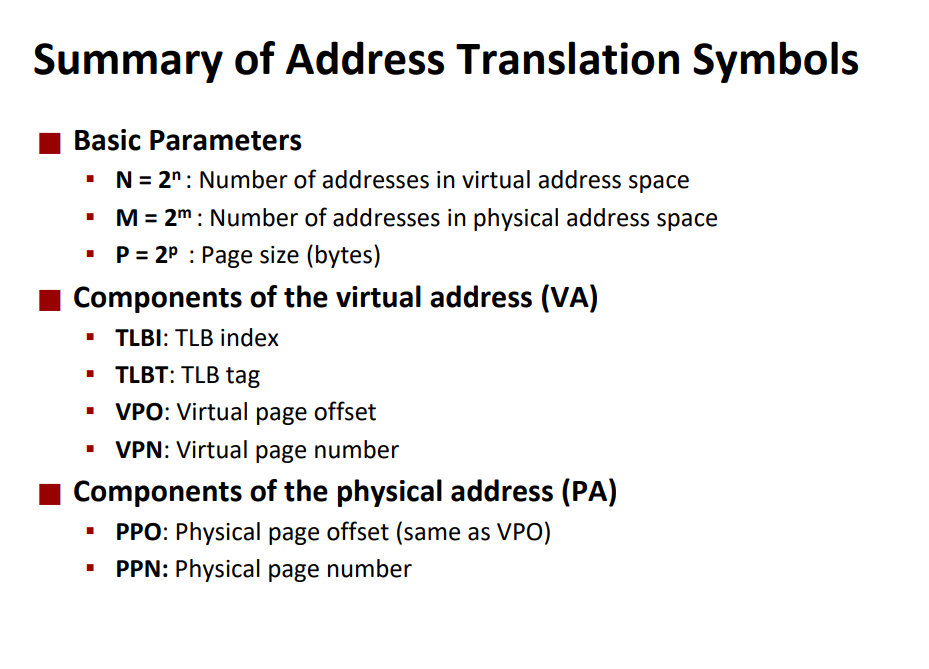 Summary of Address Translation Symbols
Basic Parameters
N = 2ⁿ : Number of addresses in virtual address space
M = 2ᵐ : Number of addresses in physical address space
P = 2ᵖ : Page size (bytes)
Components of the virtual address (VA)
TLBI: TLB index
TLBT: TLB tag
VPO: Virtual page offset
VPN: Virtual page number
Components of the physical address (PA)
PPO: Physical page offset (same as VPO)
PPN: Physical page number